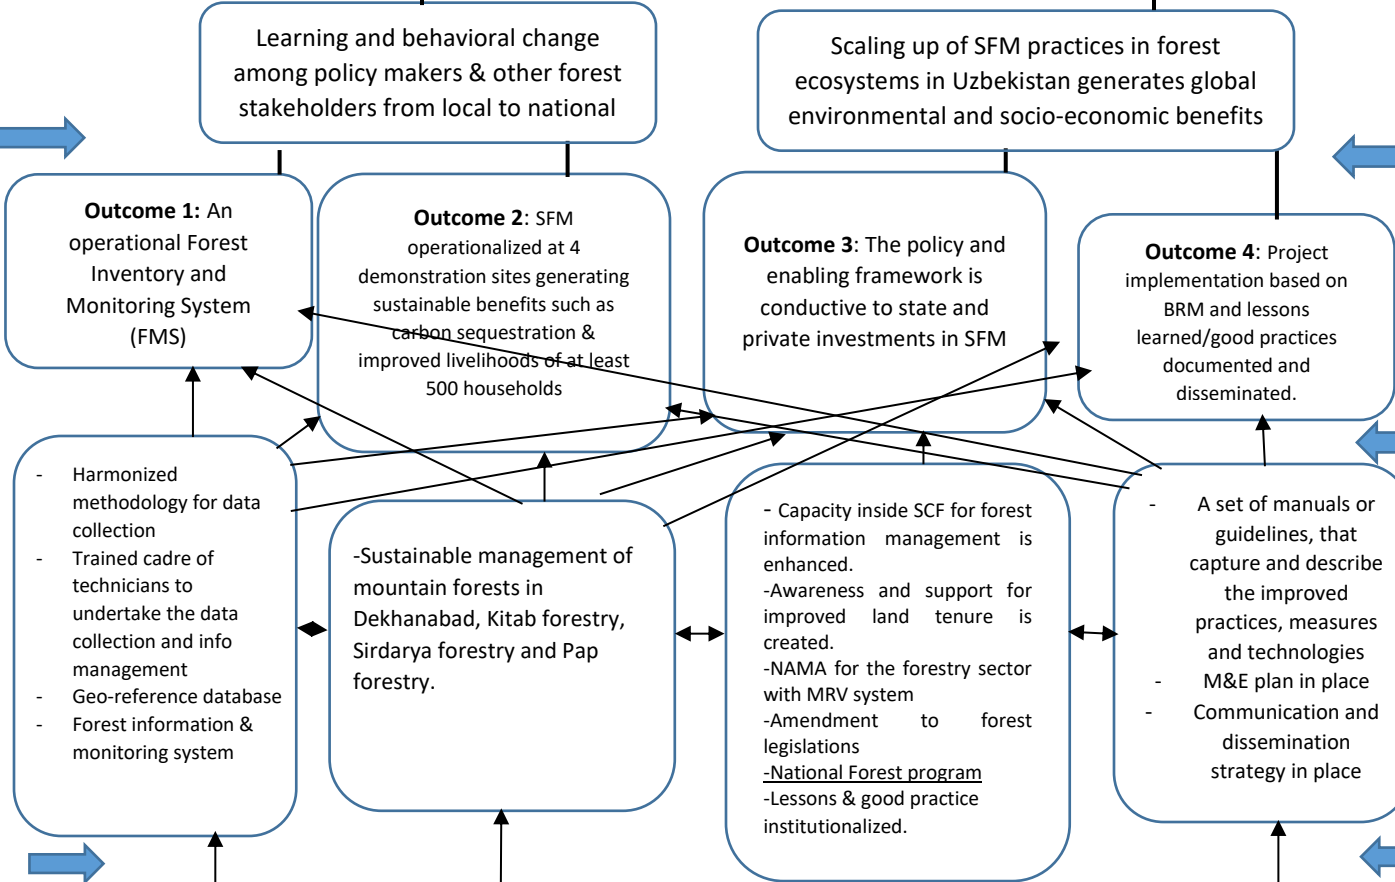 Learning and behavioral change
among policy makers & other forest
stakeholders from local to national
Scaling up of SFM practices in forest
ecosystems in Uzbekistan generates global
environmental and socio-economic benefits
Outcome 1: An
operational Forest
Inventory and
Monitoring System
(FMS)
Outcome 2: SFM
operationalized at 4
demonstration sites generating
sustainable benefits such as
carbon sequestration &
improved livelihoods of at least
500 households
Outcome 3: The policy and
enabling framework is
conductive to state and
private investments in SFM
Outcome 4: Project
implementation based on
BRM and lessons
learned/good practices
documented and
disseminated.
- Harmonized
methodology for data
collection
- Trained cadre of
technicians to
undertake the data
collection and info
management
- Geo-reference database
- Forest information &
monitoring system
-Sustainable management of
mountain forests in
Dekhanabad, Kitab forestry,
Sirdarya forestry and Pap
forestry.
- Capacity inside SCF for forest
information management is
enhanced.
-Awareness and support for
improved land tenure is
created.
-NAMA for the forestry sector
with MRV system
-Amendment to forest
legislations
-National Forest program
-Lessons & good practice
institutionalized.
- A set of manuals or
guidelines, that
capture and describe
the improved
practices, measures
and technologies
- M&E plan in place
- Communication and
dissemination
strategy in place